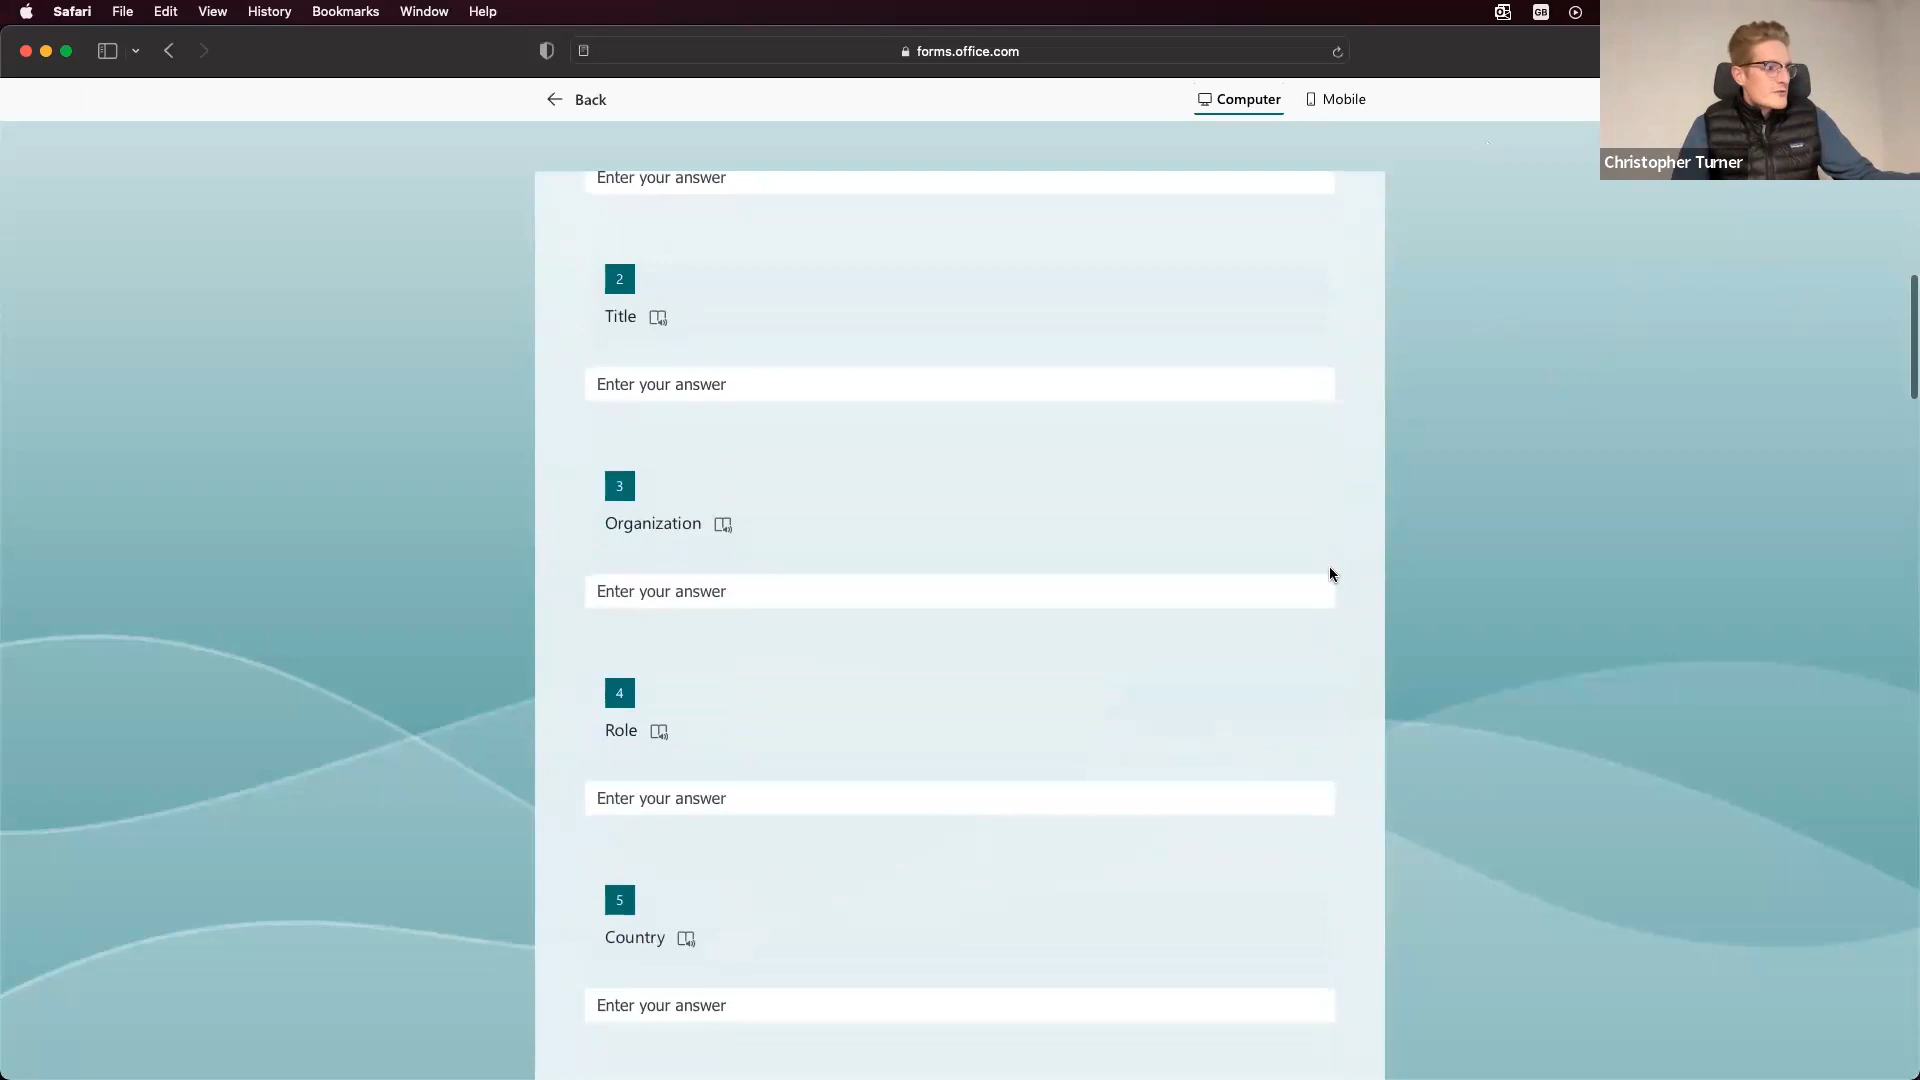 Safari File Edit View History Bookmarks Window Help
GB
forms.office.com
Back
Computer
Mobile
Christopher Turner
Enter your answer
2
Title
Enter your answer
3
Organization
Enter your answer
4
Role
Enter your answer
5
Country
Enter your answer